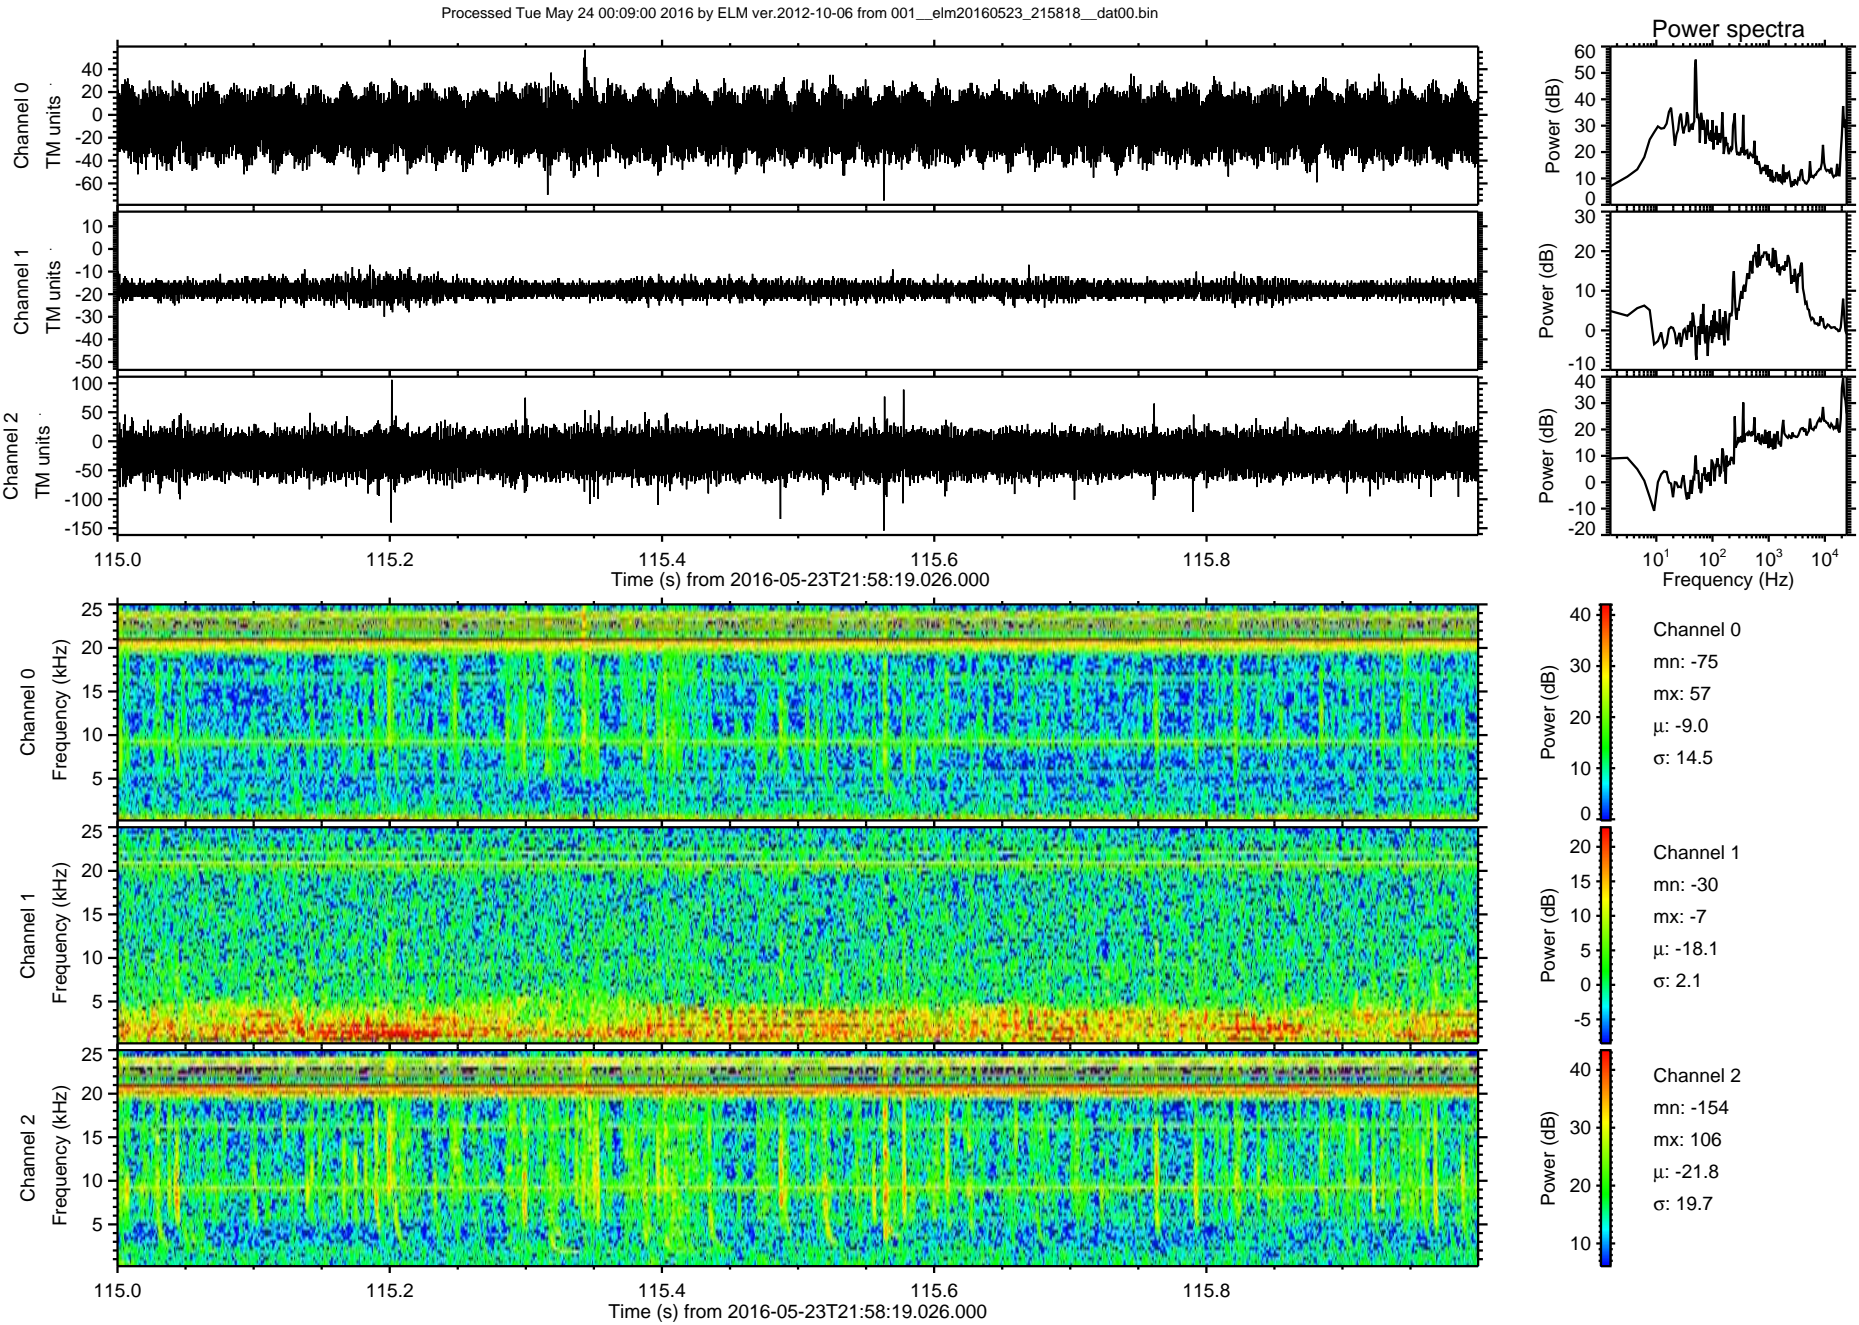 Processed Tue May 24 00:09:00 2016 by ELM ver.2012-10-06 from 001__elm20160523_215818__dat00.bin
Power spectra
Channel 0
TM units
40
20
0
-20
-40
-60
Power (dB)
60
50
40
30
20
10
0
Channel 1
TM units
10
0
-10
-20
-30
-40
-50
Power (dB)
30
20
10
0
-10
Channel 2
TM units
100
50
0
-50
-100
-150
Power (dB)
40
30
20
10
0
-10
-20
115.0 115.2 115.4 115.6 115.8
Time (s) from 2016-05-23T21:58:19.026.000
10^1 10^2 10^3 10^4
Frequency (Hz)
Channel 0
Frequency (kHz)
25
20
15
10
5
Power (dB)
40
30
20
10
0
Channel 0
mn: -75
mx: 57
μ: -9.0
σ: 14.5
Channel 1
Frequency (kHz)
25
20
15
10
5
Power (dB)
20
15
10
5
0
-5
Channel 1
mn: -30
mx: -7
μ: -18.1
σ: 2.1
Channel 2
Frequency (kHz)
25
20
15
10
5
Power (dB)
40
30
20
10
Channel 2
mn: -154
mx: 106
μ: -21.8
σ: 19.7
115.0 115.2 115.4 115.6 115.8
Time (s) from 2016-05-23T21:58:19.026.000